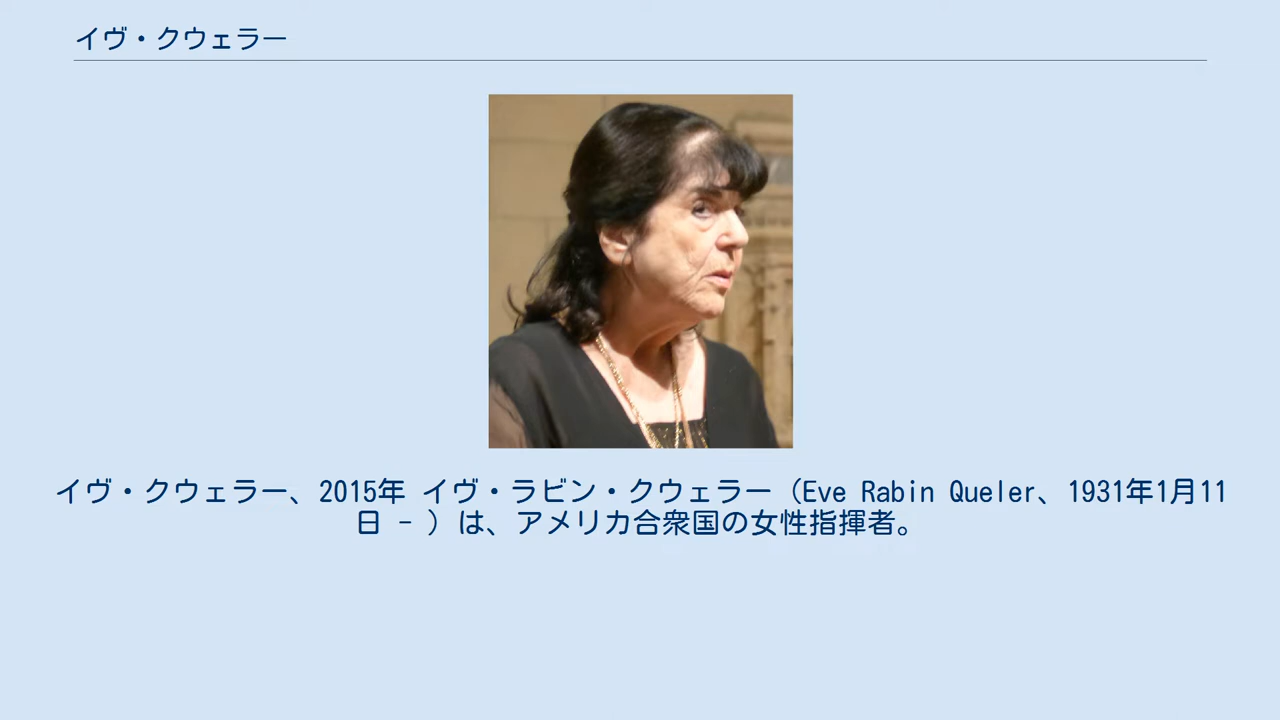 イヴ・クウェラー
イヴ・クウェラー、2015年 イヴ・ラビン・クウェラー（Eve Rabin Queler、1931年1月11
日 - ）は、アメリカ合衆国の女性指揮者。